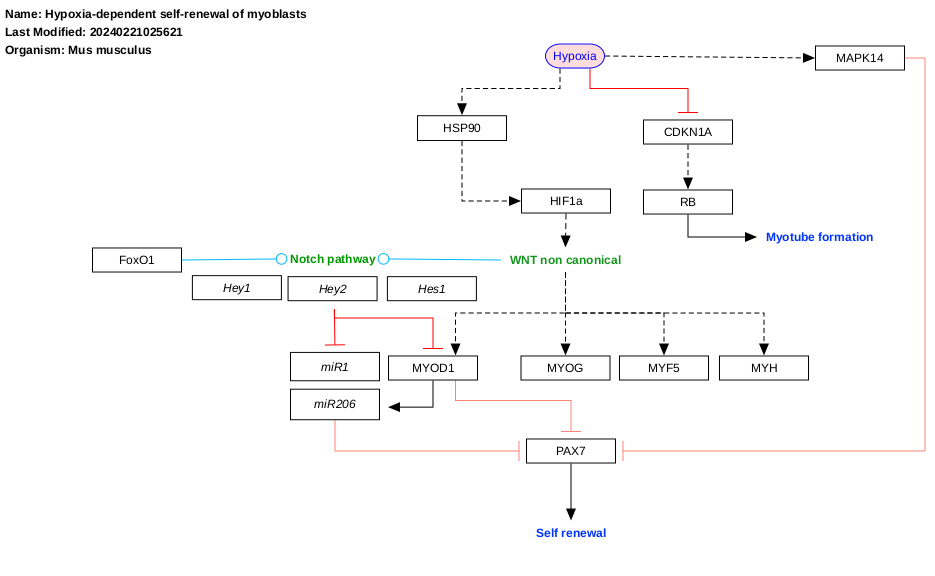 Name: Hypoxia-dependent self-renewal of myoblasts
Last Modified: 20240221025621
Organism: Mus musculus
Hypoxia
MAPK14
HSP90
CDKN1A
HIF1a
RB
Myotube formation
FoxO1
Notch pathway
WNT non canonical
Hey1
Hey2
Hes1
miR1
MYOD1
MYOG
MYF5
MYH
miR206
PAX7
Self renewal